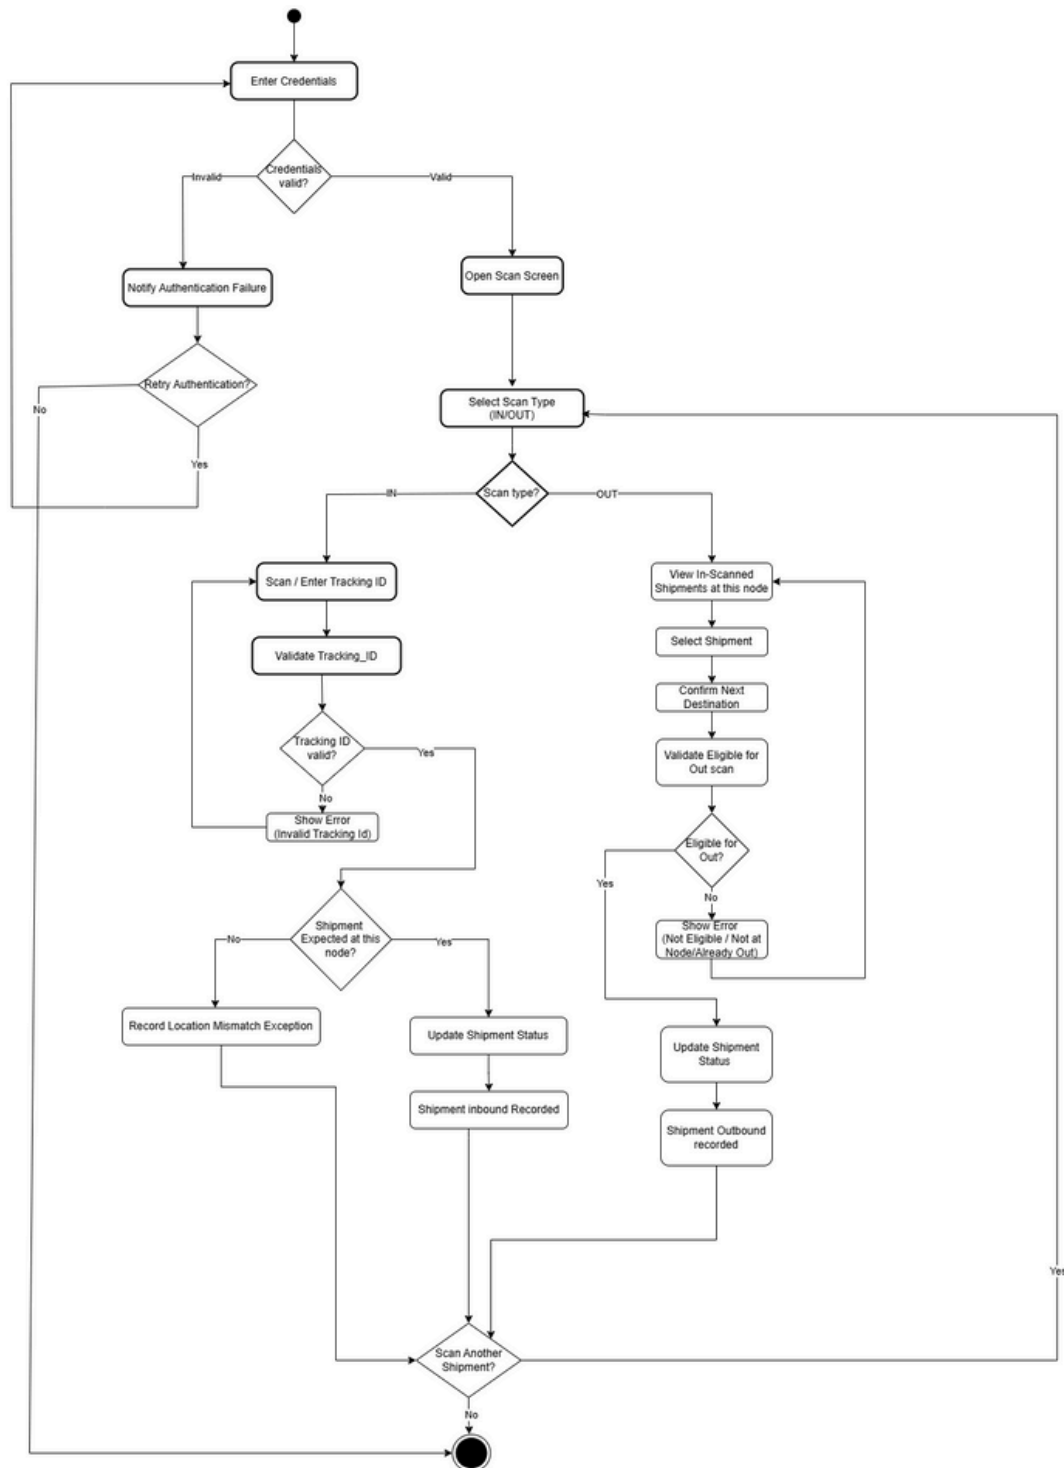 Enter Credentials
Credentials
valid?
Invalid
Valid
Notify Authentication Failure
Open Scan Screen
Retry Authentication?
No
Yes
Select Scan Type
(IN/OUT)
Scan type?
IN
OUT
Scan / Enter Tracking ID
View In-Scanned
Shipments at this node
Validate Tracking_ID
Select Shipment
Confirm Next
Destination
Tracking ID
valid?
Yes
No
Show Error
(Invalid Tracking Id)
Validate Eligible for
Out scan
Eligible for
Out?
Yes
No
Show Error
(Not Eligible / Not at
Node/Already Out)
Shipment
Expected at this
node?
No
Yes
Record Location Mismatch Exception
Update Shipment Status
Shipment inbound Recorded
Update Shipment
Status
Shipment Outbound
recorded
Yes
Scan Another
Shipment?
No